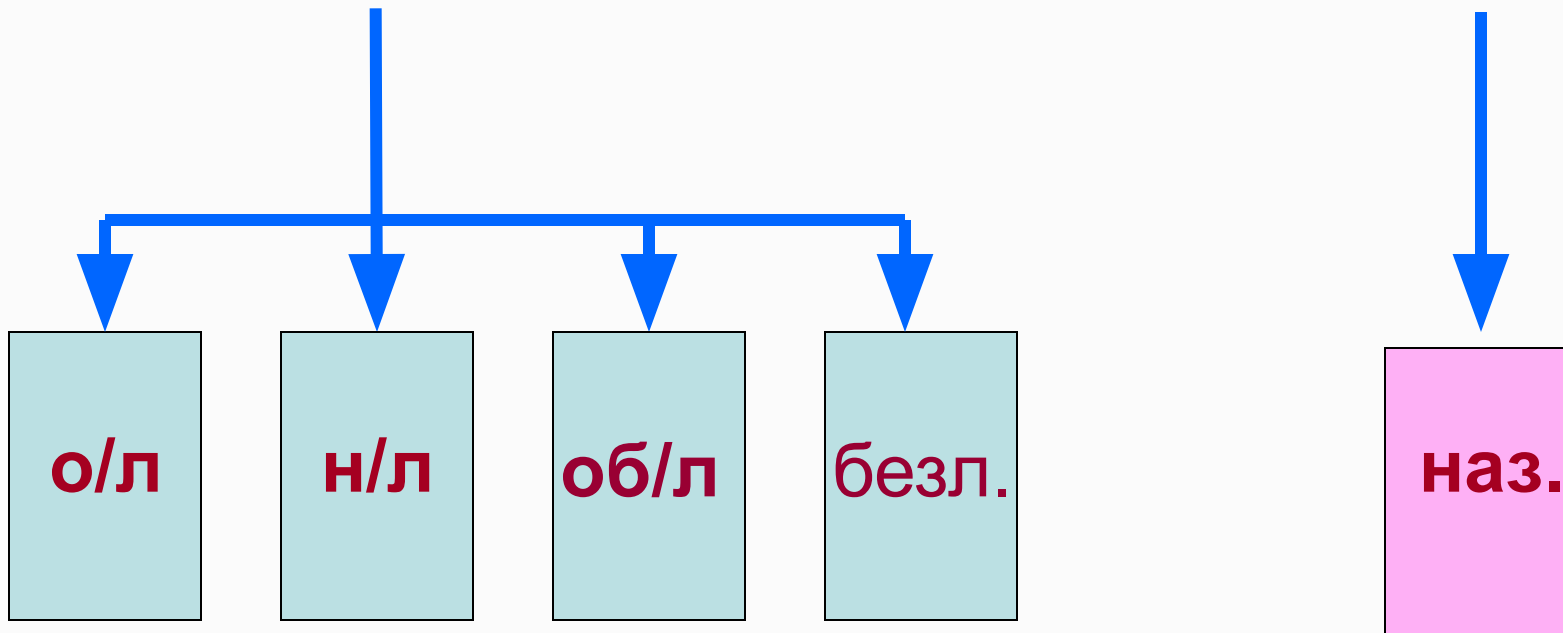 о/л
н/л
об/л
безл.
наз.